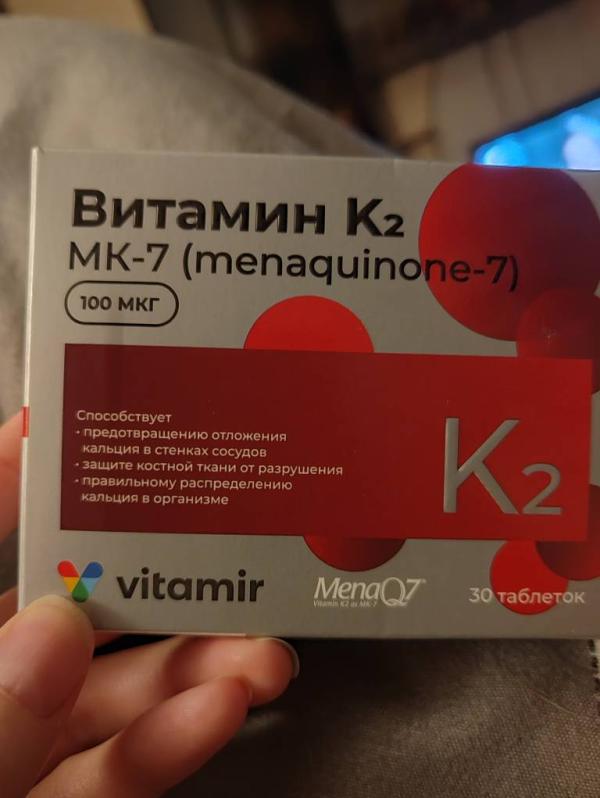 Витамин K2
МК-7 (menaquinone-7)
100 МКГ
Способствует
• предотвращению отложения
кальция в стенках сосудов
• защите костной ткани от разрушения
• правильному распределению
кальция в организме
K2
vitamir
MenaQ7®
Vitamin K2 as MK-7
30 таблеток